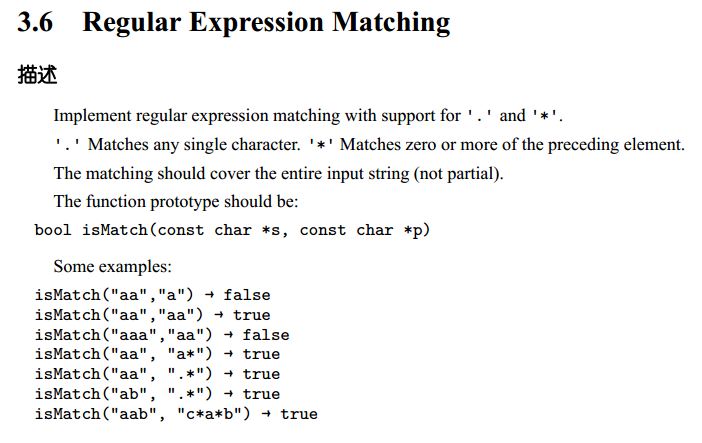 3.6 Regular Expression Matching
描述
Implement regular expression matching with support for '.' and '*'.
'.' Matches any single character. '*' Matches zero or more of the preceding element.
The matching should cover the entire input string (not partial).
The function prototype should be:
bool isMatch(const char *s, const char *p)
Some examples:
isMatch("aa","a") → false
isMatch("aa","aa") → true
isMatch("aaa","aa") → false
isMatch("aa", "a*") → true
isMatch("aa", ".*") → true
isMatch("ab", ".*") → true
isMatch("aab", "c*a*b") → true